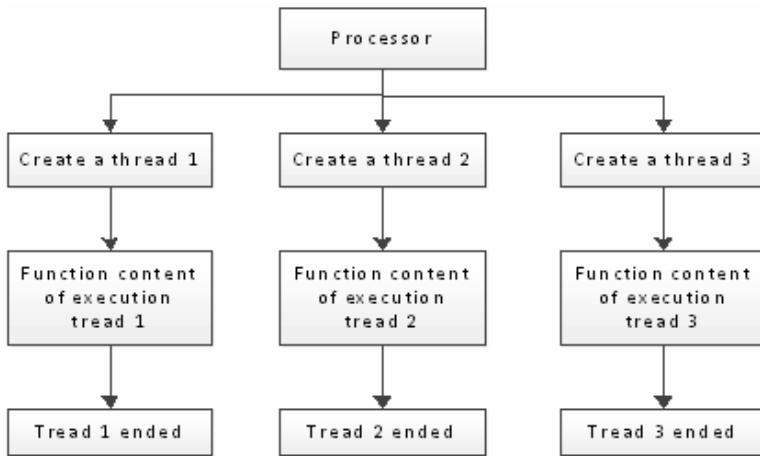 Processor
Create a thread 1
Create a thread 2
Create a thread 3
Function content
of execution
tread 1
Function content
of execution
tread 2
Function content
of execution
tread 3
Tread 1 ended
Tread 2 ended
Tread 3 ended